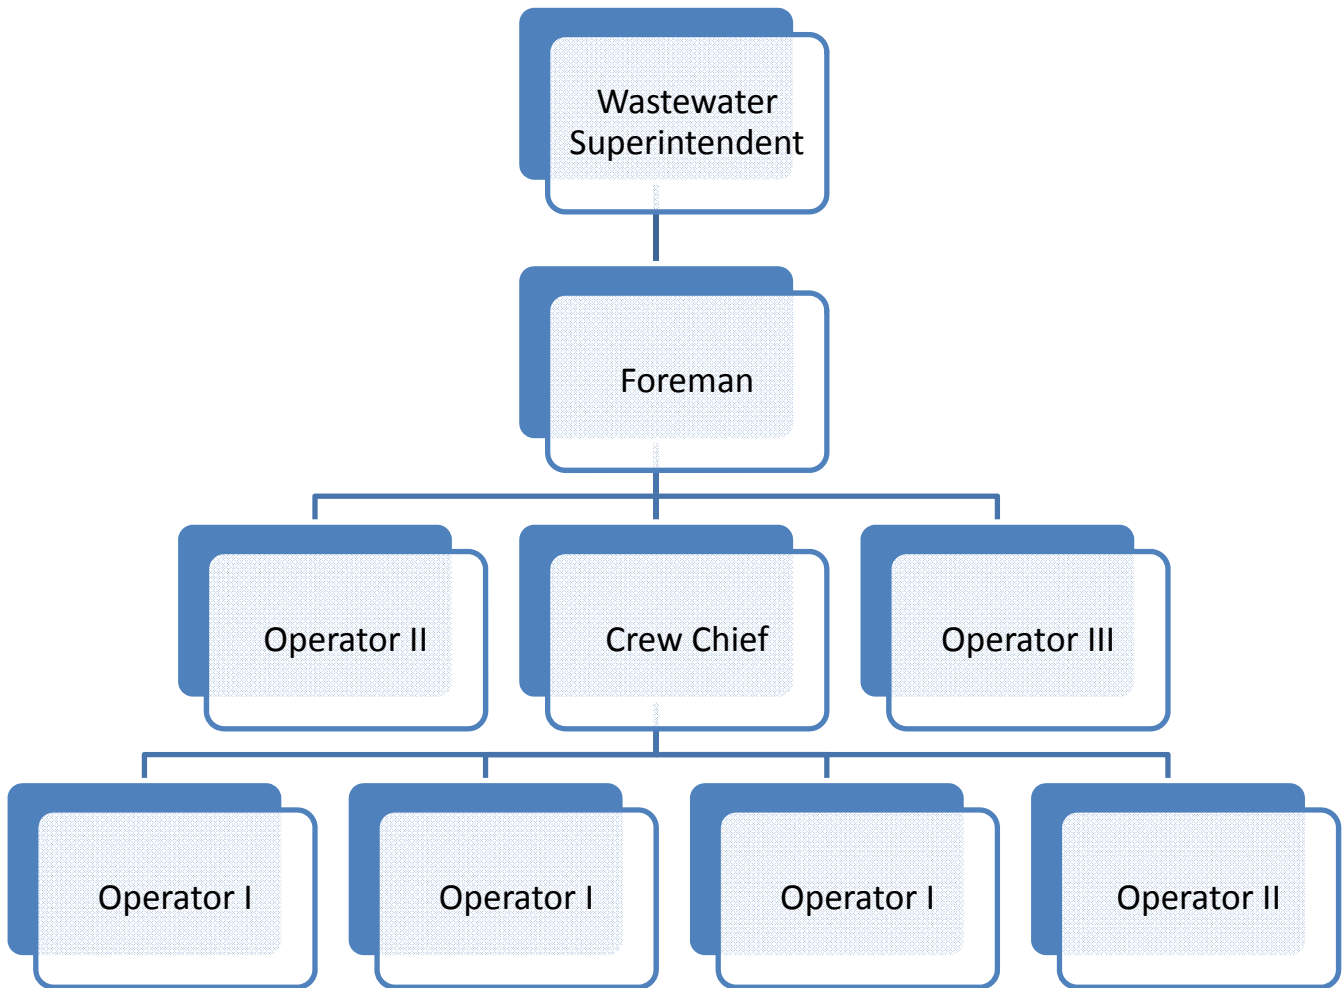 Wastewater
Superintendent
Foreman
Operator II
Crew Chief
Operator III
Operator I
Operator I
Operator I
Operator II